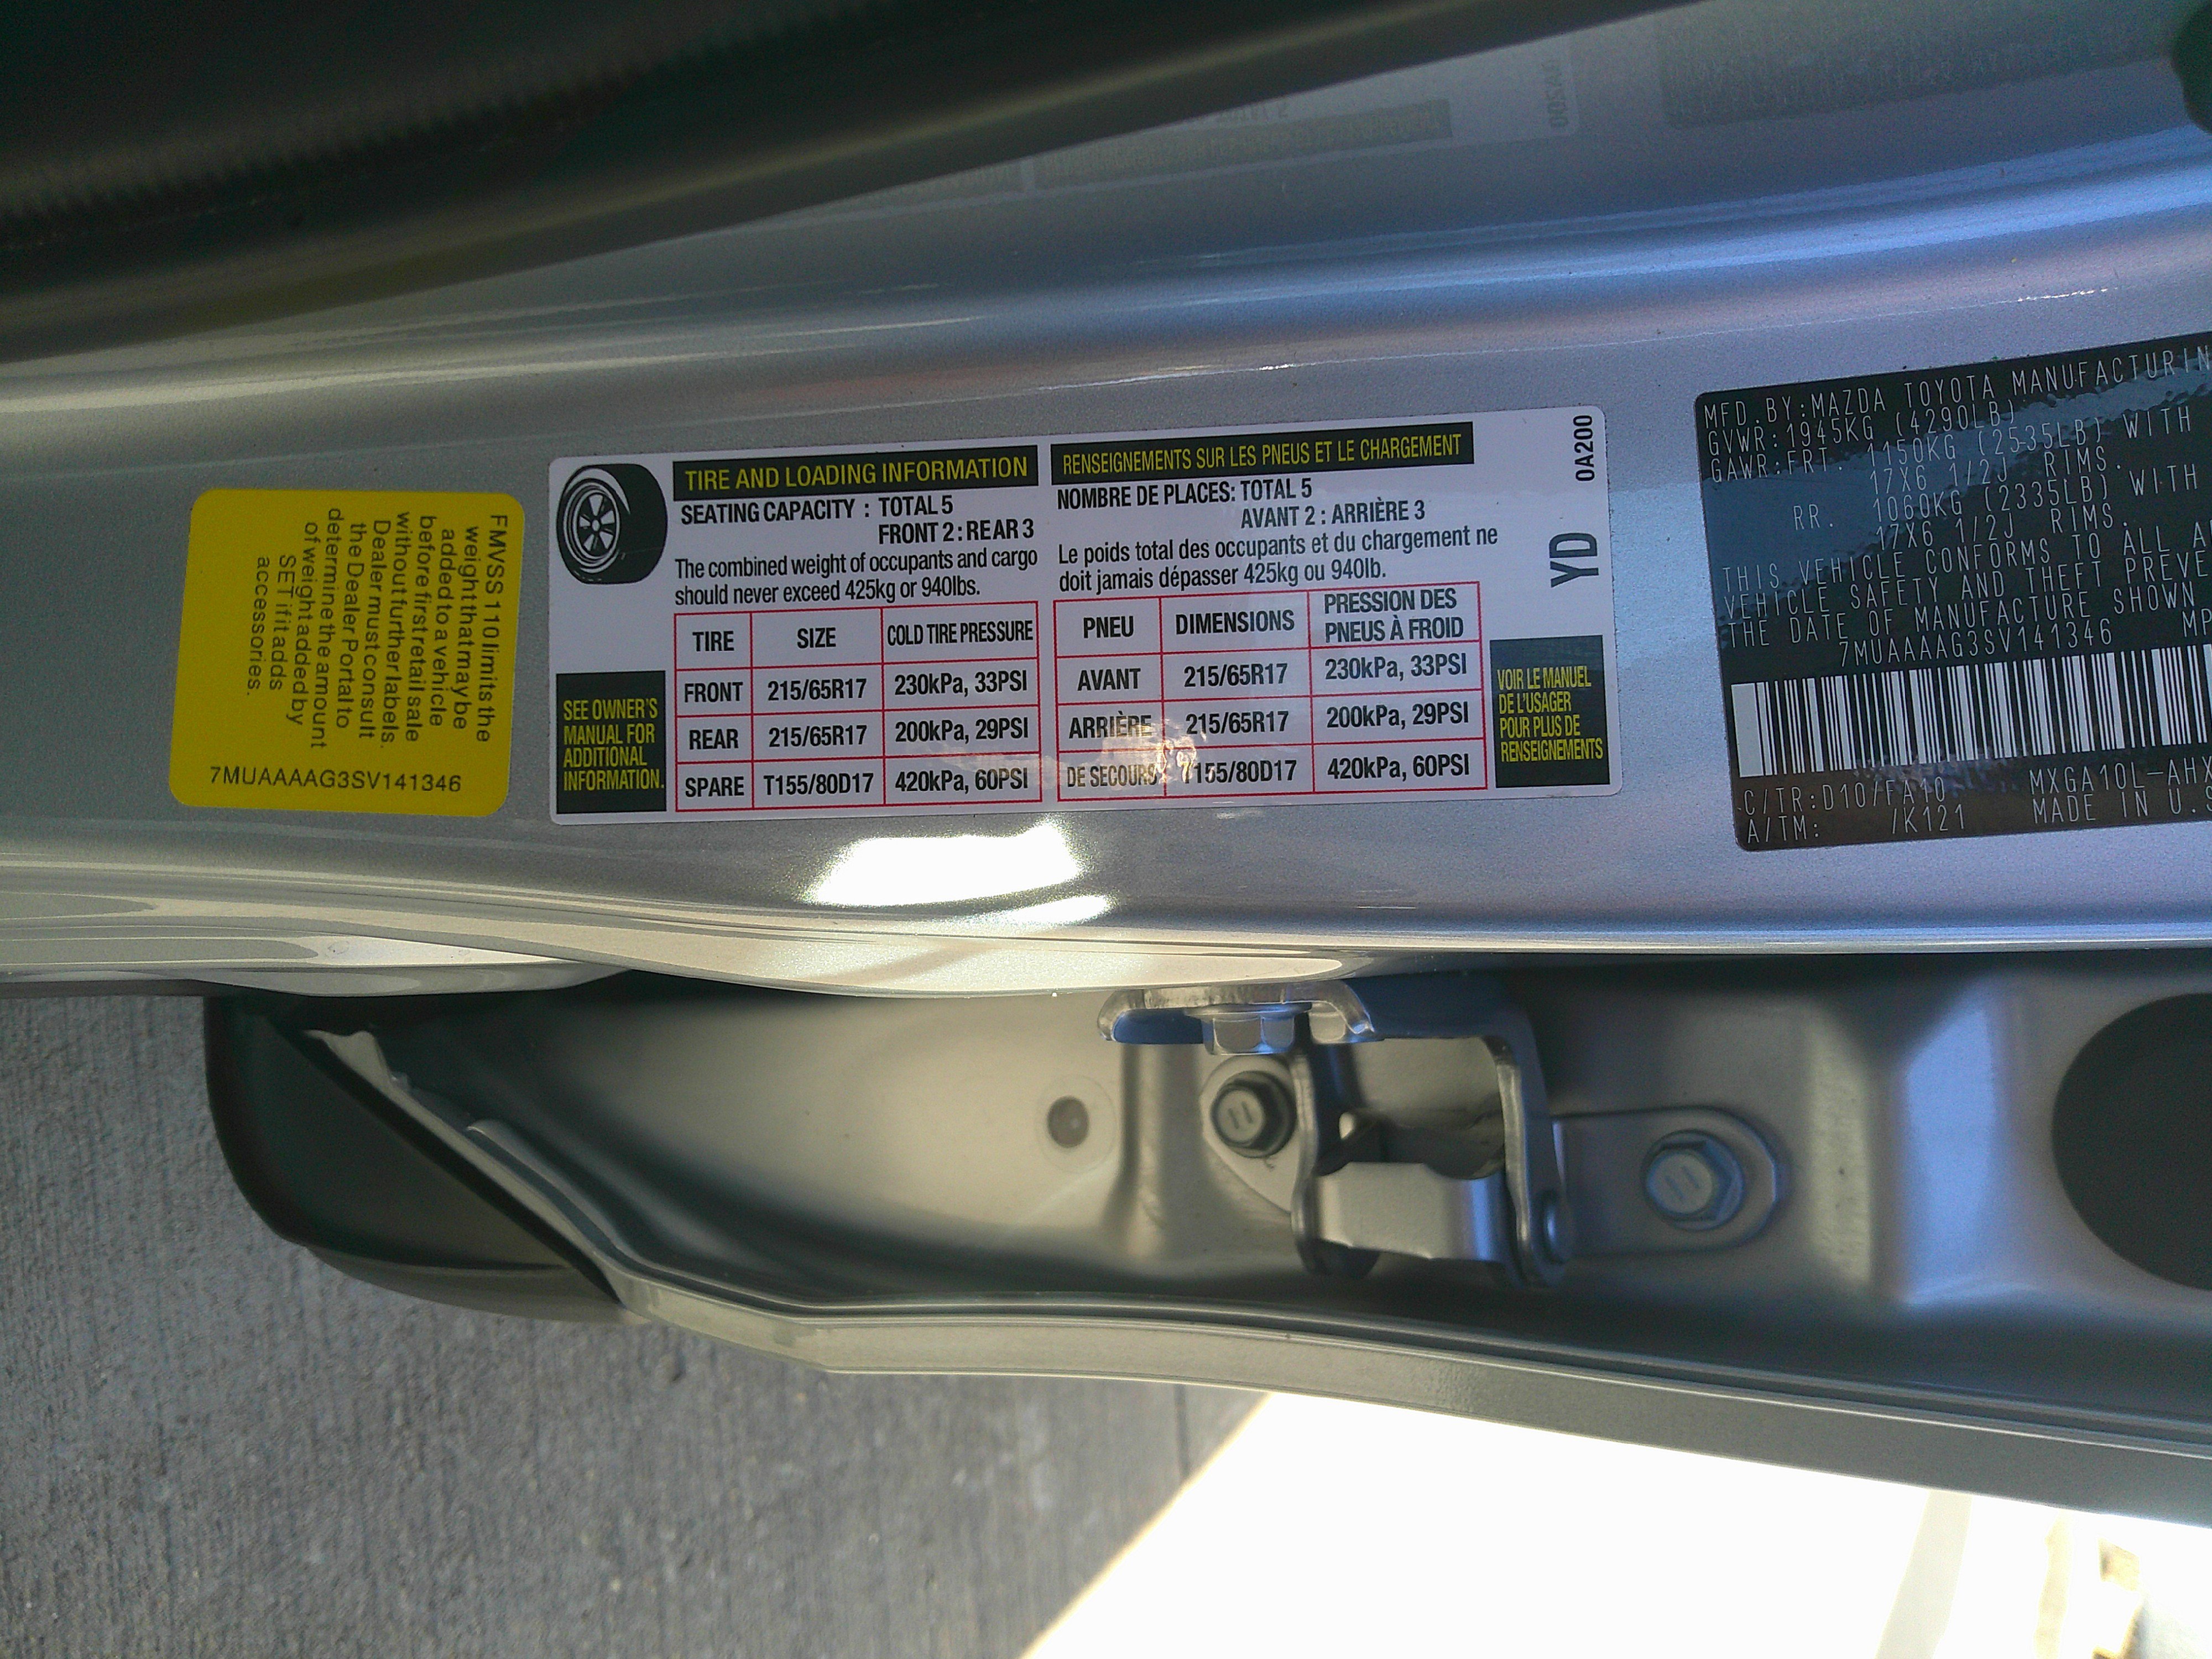 FMVSS 110 limits the
weight that may be
added to a vehicle
before first retail sale
without further labels.
Dealer must consult
the Dealer Portal to
determine the amount
of weight added by
SET if it adds
accessories.
7MUAAAAG3SV141346
TIRE AND LOADING INFORMATION
SEATING CAPACITY : TOTAL 5
FRONT 2 : REAR 3
The combined weight of occupants and cargo
should never exceed 425kg or 940lbs.
TIRE SIZE COLD TIRE PRESSURE
FRONT 215/65R17 230kPa, 33PSI
REAR 215/65R17 200kPa, 29PSI
SPARE T155/80D17 420kPa, 60PSI
SEE OWNER'S
MANUAL FOR
ADDITIONAL
INFORMATION.
RENSEIGNEMENTS SUR LES PNEUS ET LE CHARGEMENT
NOMBRE DE PLACES: TOTAL 5
AVANT 2 : ARRIÈRE 3
Le poids total des occupants et du chargement ne
doit jamais dépasser 425kg ou 940lb.
PNEU DIMENSIONS PRESSION DES
PNEUS À FROID
AVANT 215/65R17 230kPa, 33PSI
ARRIÈRE 215/65R17 200kPa, 29PSI
DE SECOURS T155/80D17 420kPa, 60PSI
VOIR LE MANUEL
DE L'USAGER
POUR PLUS DE
RENSEIGNEMENTS
0A200
YD
MFD.BY:MAZDA TOYOTA MANUFACTURIN
GVWR:1945KG (4290LB)
GAWR:FRT. 1150KG (2535LB) WITH
17X6 1/2J RIMS.
RR. 1060KG (2335LB) WITH
17X6 1/2J RIMS.
THIS VEHICLE CONFORMS TO ALL A
VEHICLE SAFETY AND THEFT PREVE
THE DATE OF MANUFACTURE SHOWN
7MUAAAAG3SV141346 MP
C/TR:D10/FA10 MXGA10L-AHX
A/TM: /K121 MADE IN U.S